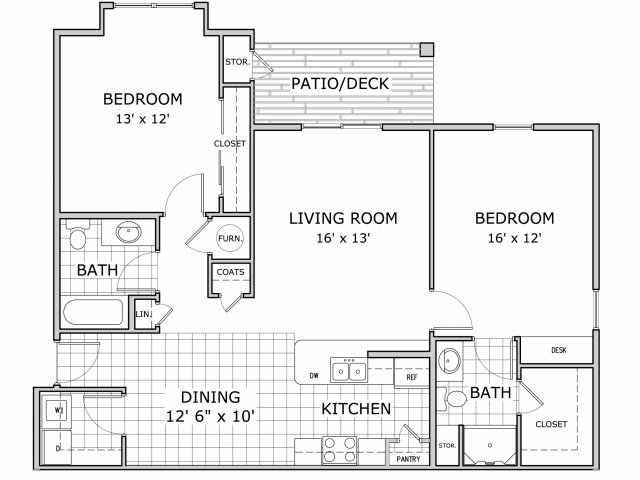 STOR.
PATIO/DECK
BEDROOM
13' x 12'
CLOSET
LIVING ROOM
16' x 13'
BEDROOM
16' x 12'
FURN.
BATH
COATS
LIN.
DESK
DW
REF
BATH
DINING
12' 6" x 10'
KITCHEN
CLOSET
W
D
STOR.
PANTRY